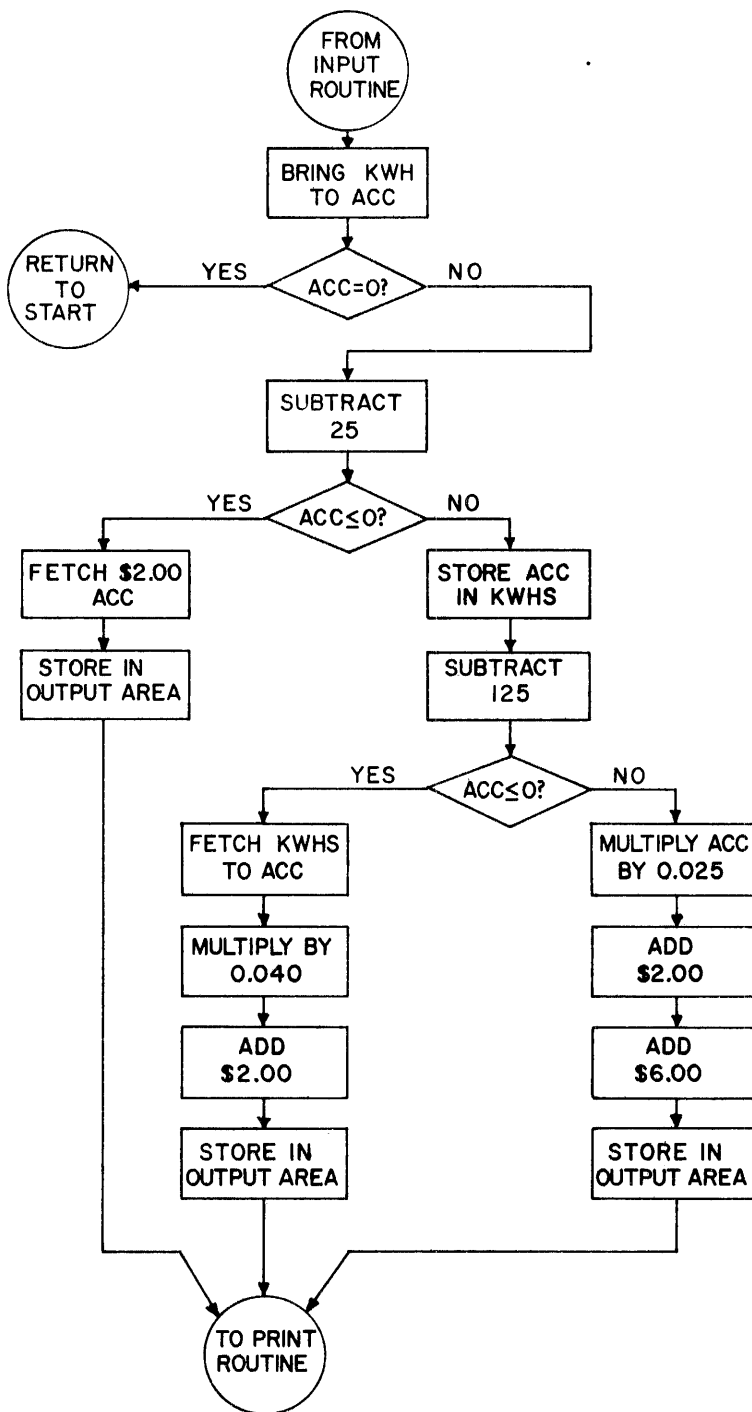 FROM
INPUT
ROUTINE
BRING KWH
TO ACC
RETURN
TO
START
YES
ACC=0?
NO
SUBTRACT
25
YES
ACC≤0?
NO
FETCH $2.00
ACC
STORE IN
OUTPUT AREA
STORE ACC
IN KWHS
SUBTRACT
125
YES
ACC≤0?
NO
FETCH KWHS
TO ACC
MULTIPLY BY
0.040
ADD
$2.00
STORE IN
OUTPUT AREA
MULTIPLY ACC
BY 0.025
ADD
$2.00
ADD
$6.00
STORE IN
OUTPUT AREA
TO PRINT
ROUTINE